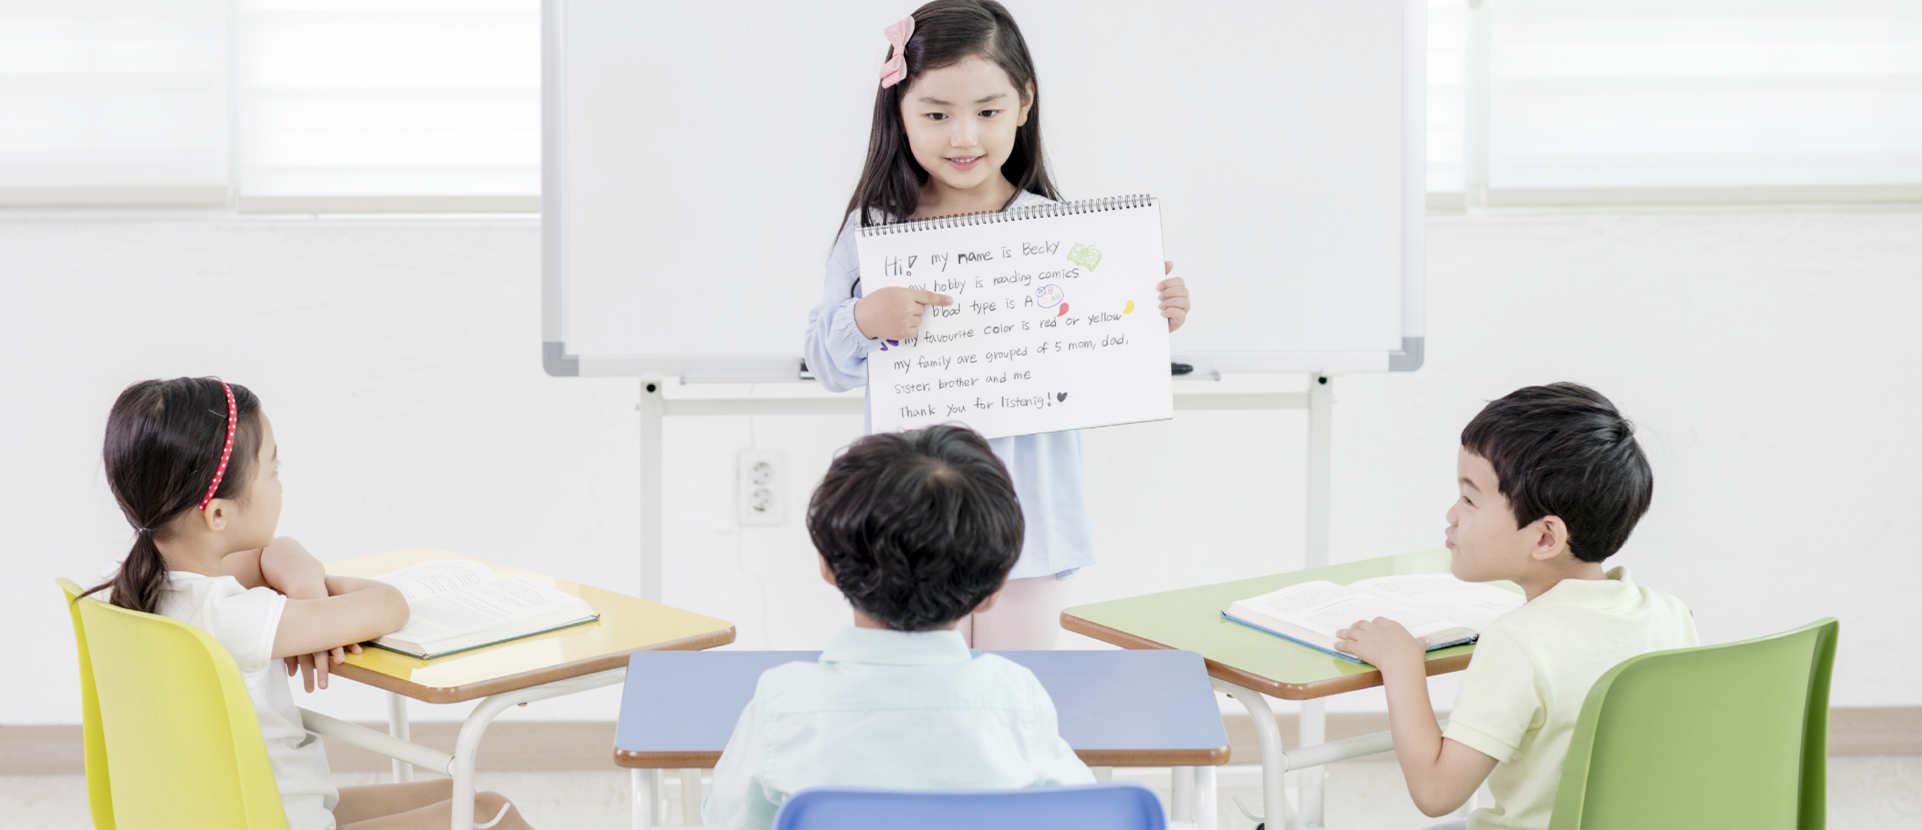 Hi! my name is Becky
my hobby is reading comics
blood type is A
my favourite color is red or yellow
my family are grouped of 5 mom, dad,
sister, brother and me
Thank you for listenig! ♥